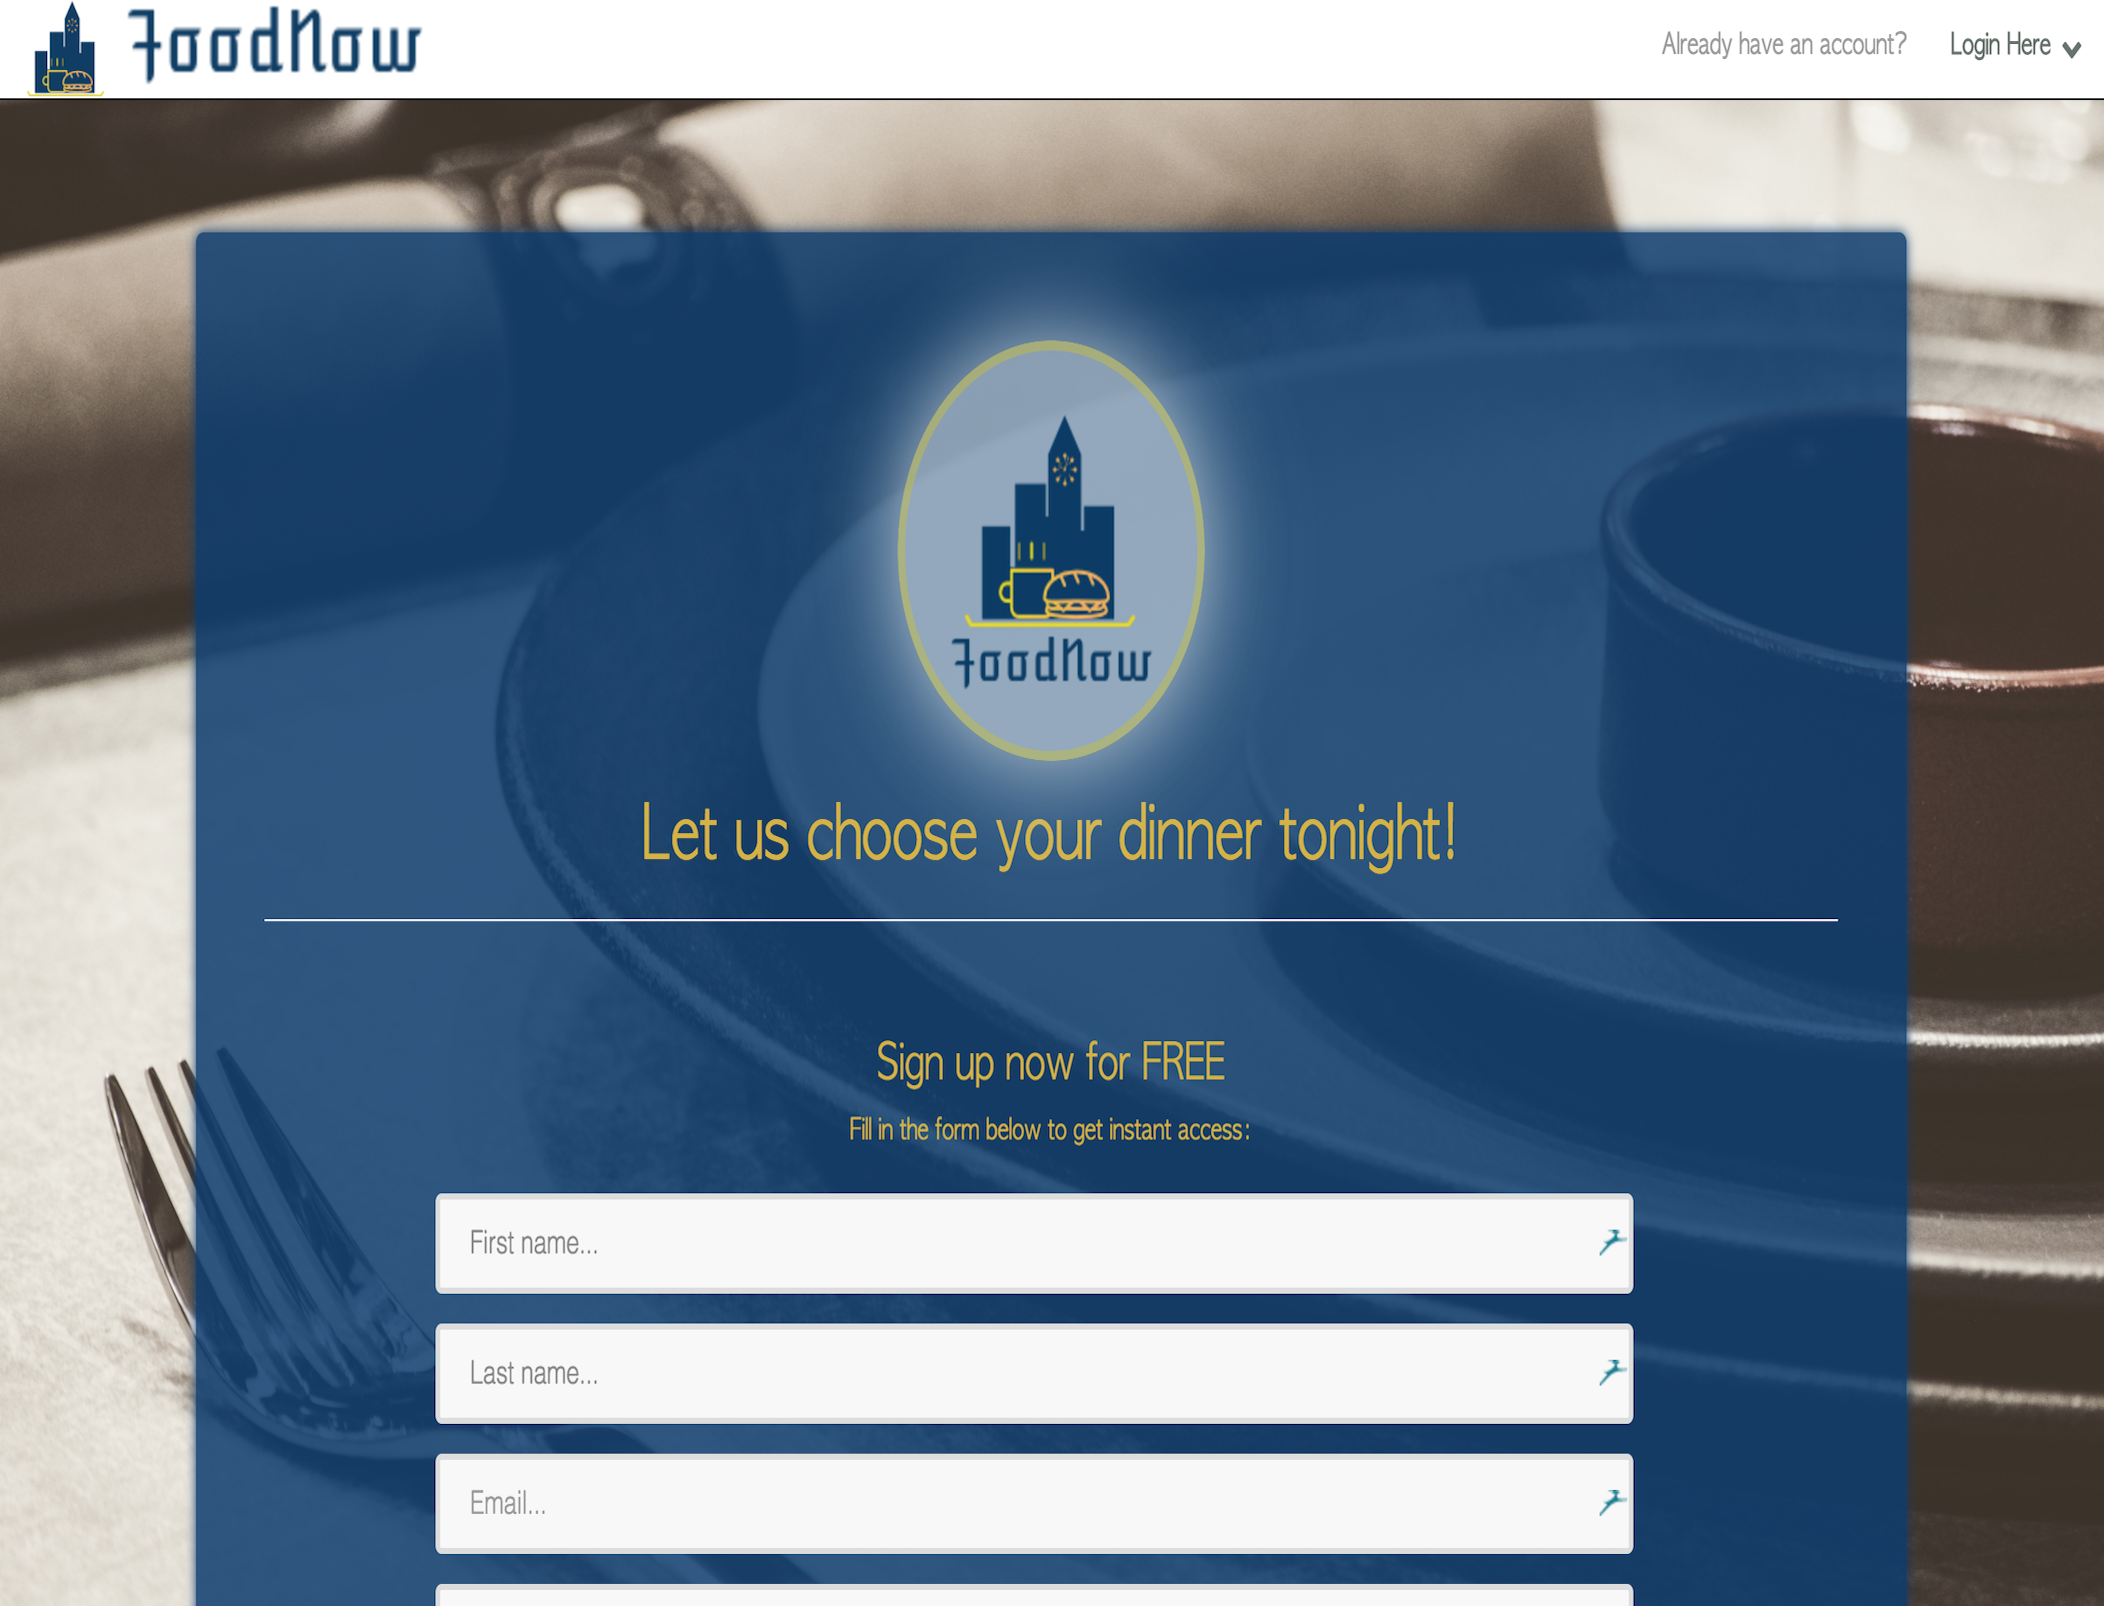 FoodNow
Already have an account? Login Here
FoodNow
Let us choose your dinner tonight!
Sign up now for FREE
Fill in the form below to get instant access:
First name...
Last name...
Email...